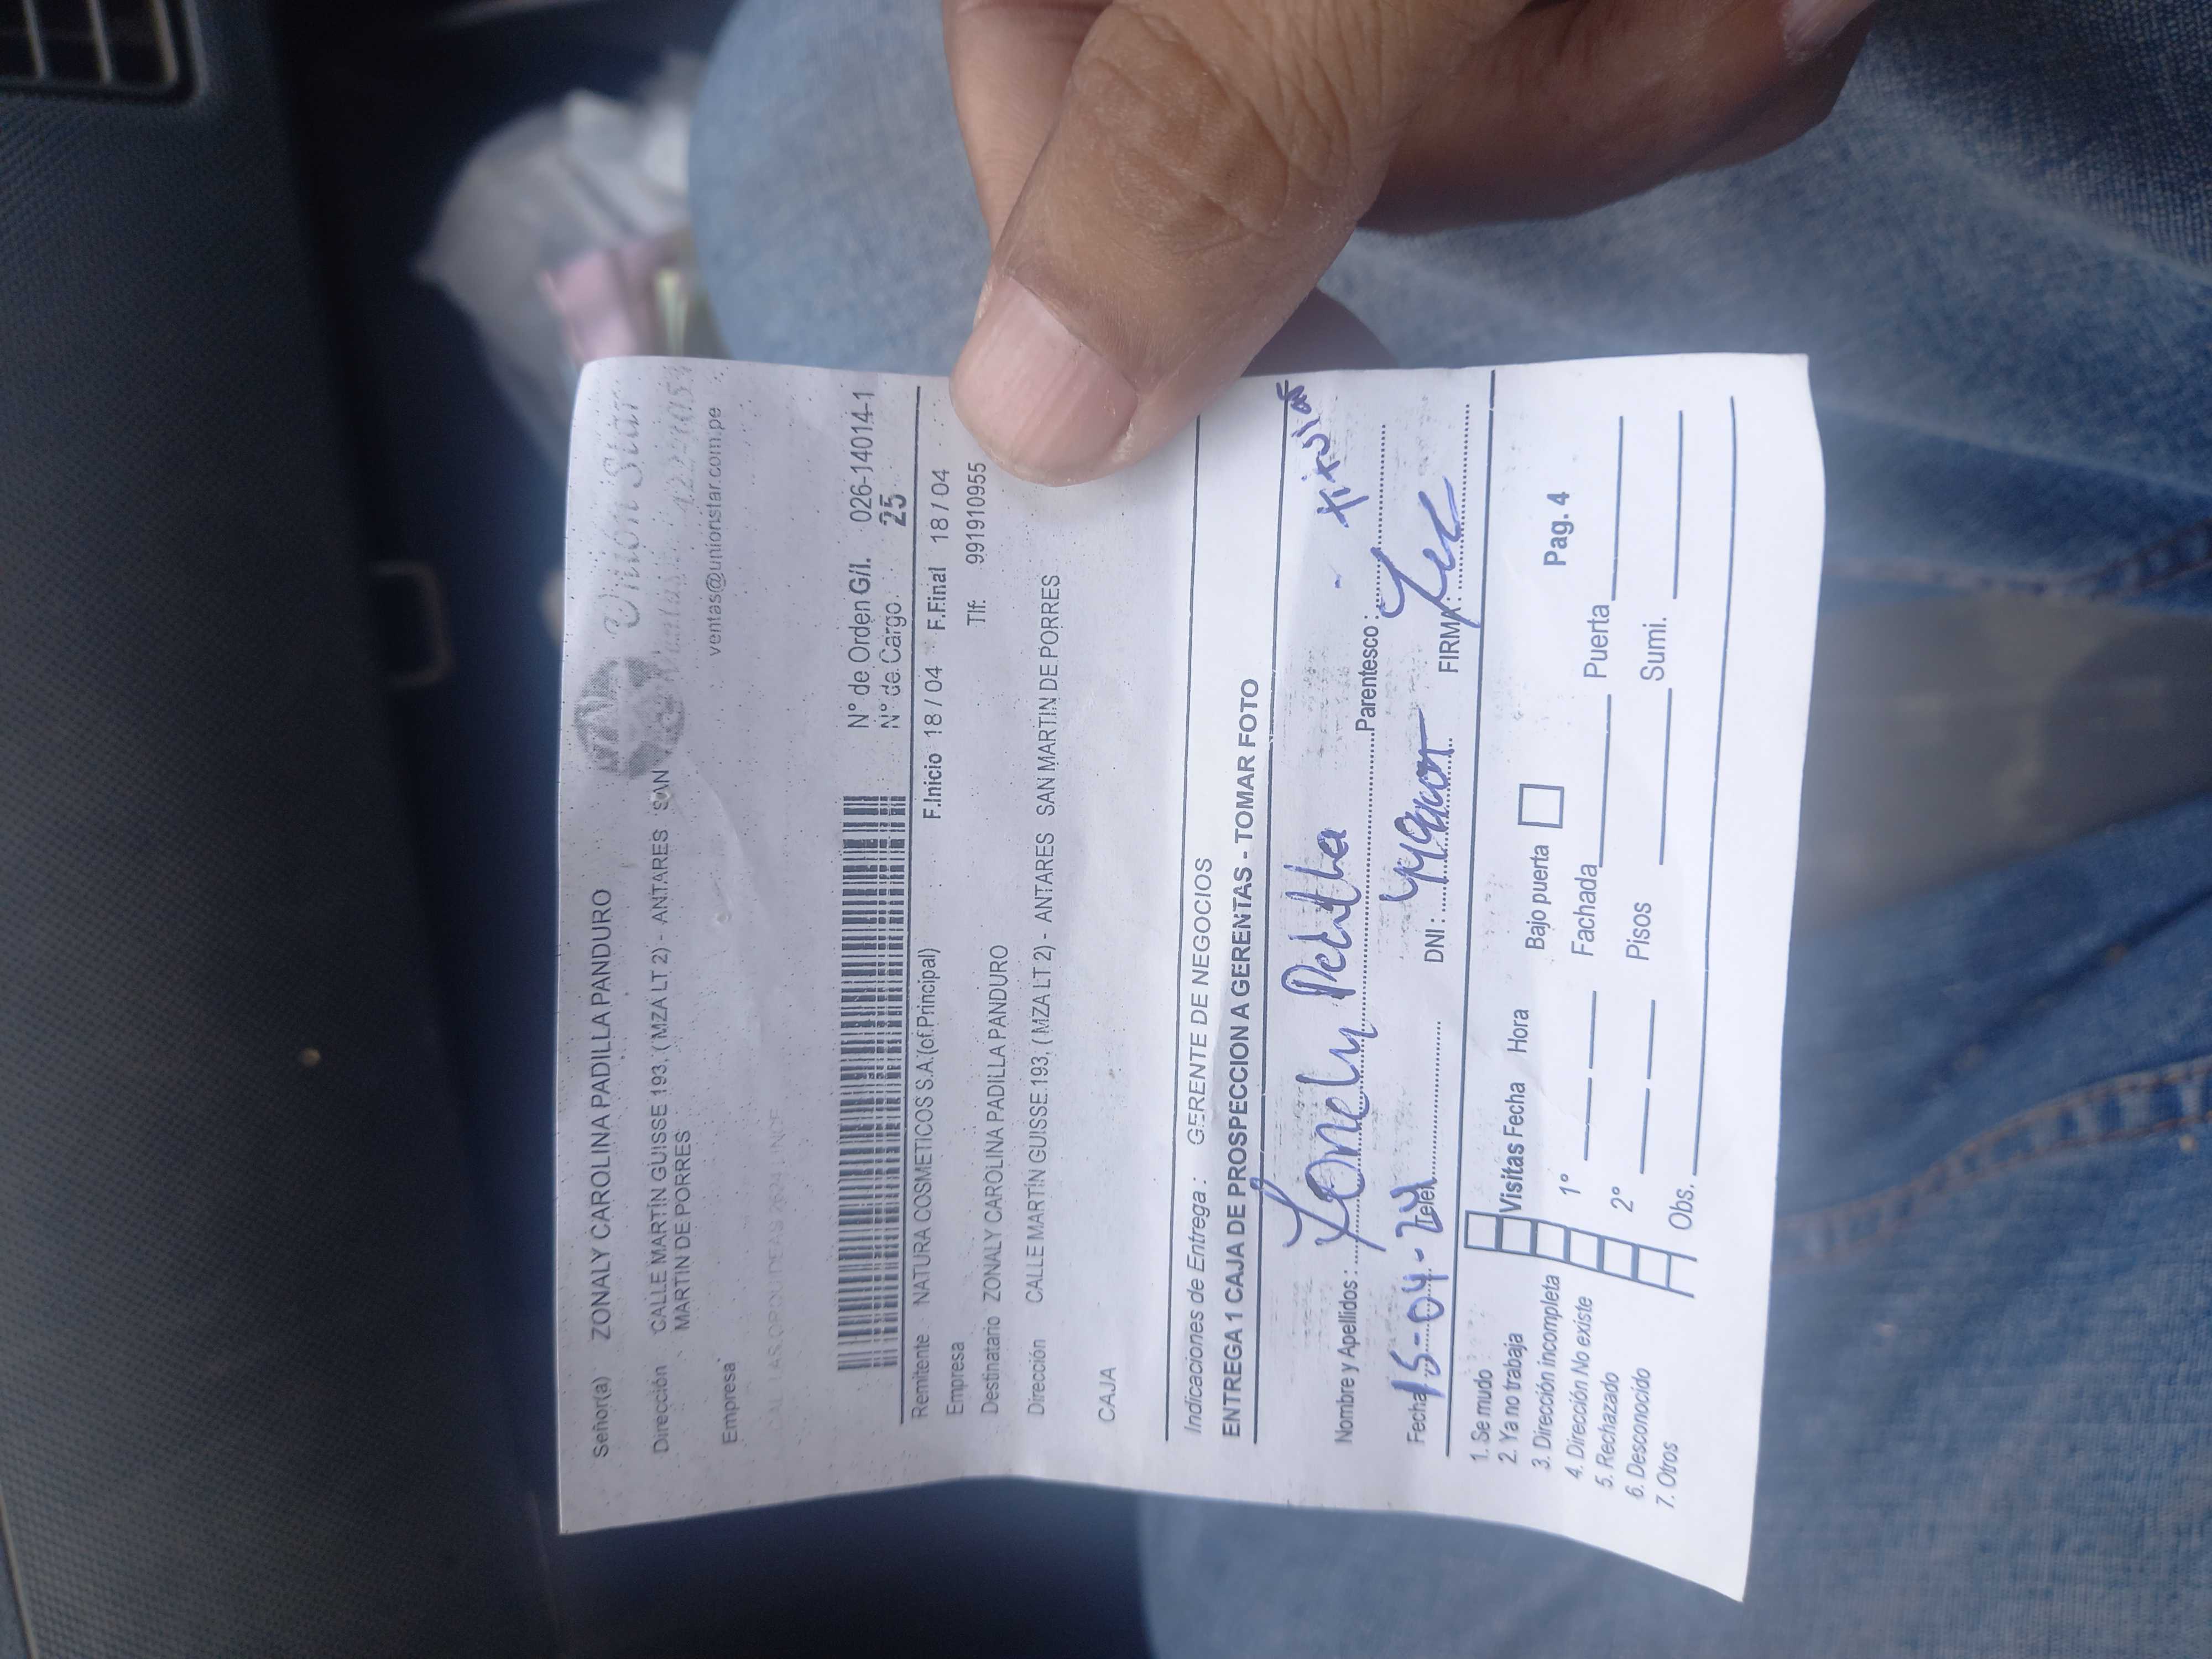 Unión Star
ventas@unionstar.com.pe
Señor(a) ZONALY CAROLINA PADILLA PANDURO
Dirección CALLE MARTÍN GUISSE 193, ( MZA LT 2) - ANTARES SAN
MARTIN DE PORRES
Empresa
N° de Orden G/I. 026-14014-1
N° de Cargo. 25
Remitente NATURA COSMETICOS S.A.(of.Principal) F.Inicio 18 / 04 F.Final 18 / 04
Empresa Tlf: 991910955
Destinatario ZONALY CAROLINA PADILLA PANDURO
Dirección CALLE MARTÍN GUISSE 193, ( MZA LT 2) - ANTARES SAN MARTIN DE PORRES
CAJA
Indicaciones de Entrega : GERENTE DE NEGOCIOS
ENTREGA 1 CAJA DE PROSPECCION A GERENTAS - TOMAR FOTO
Nombre y Apellidos : Parentesco :
Fecha 15-04-24 Telef. DNI : FIRMA :
1. Se mudo
2. Ya no trabaja
3. Dirección incompleta
4. Dirección No existe
5. Rechazado
6. Desconocido
7. Otros
Visitas Fecha Hora Bajo puerta Pag. 4
1° Fachada Puerta
2° Pisos Sumi.
Obs.